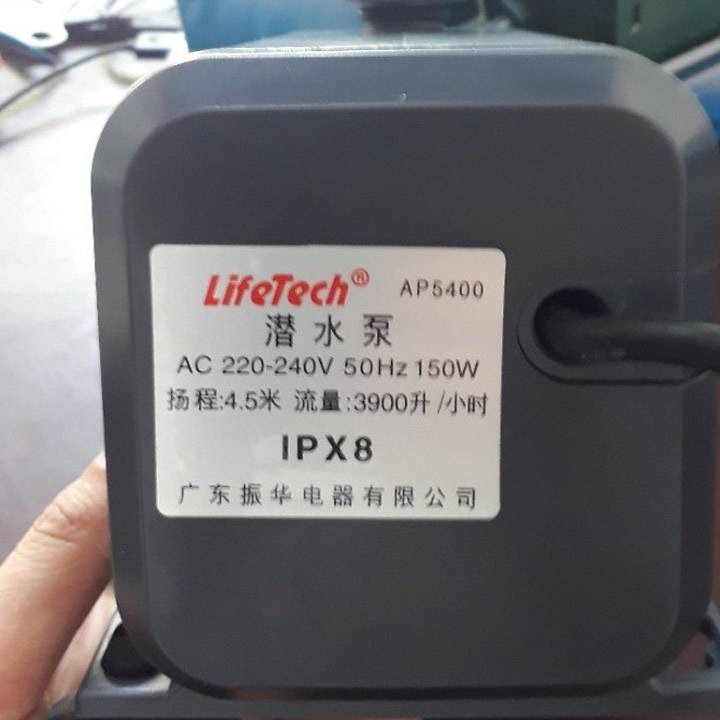 LifeTech® AP5400
潜水泵
AC 220-240V 50Hz 150W
扬程:4.5米 流量:3900升/小时
IPX8
广东振华电器有限公司